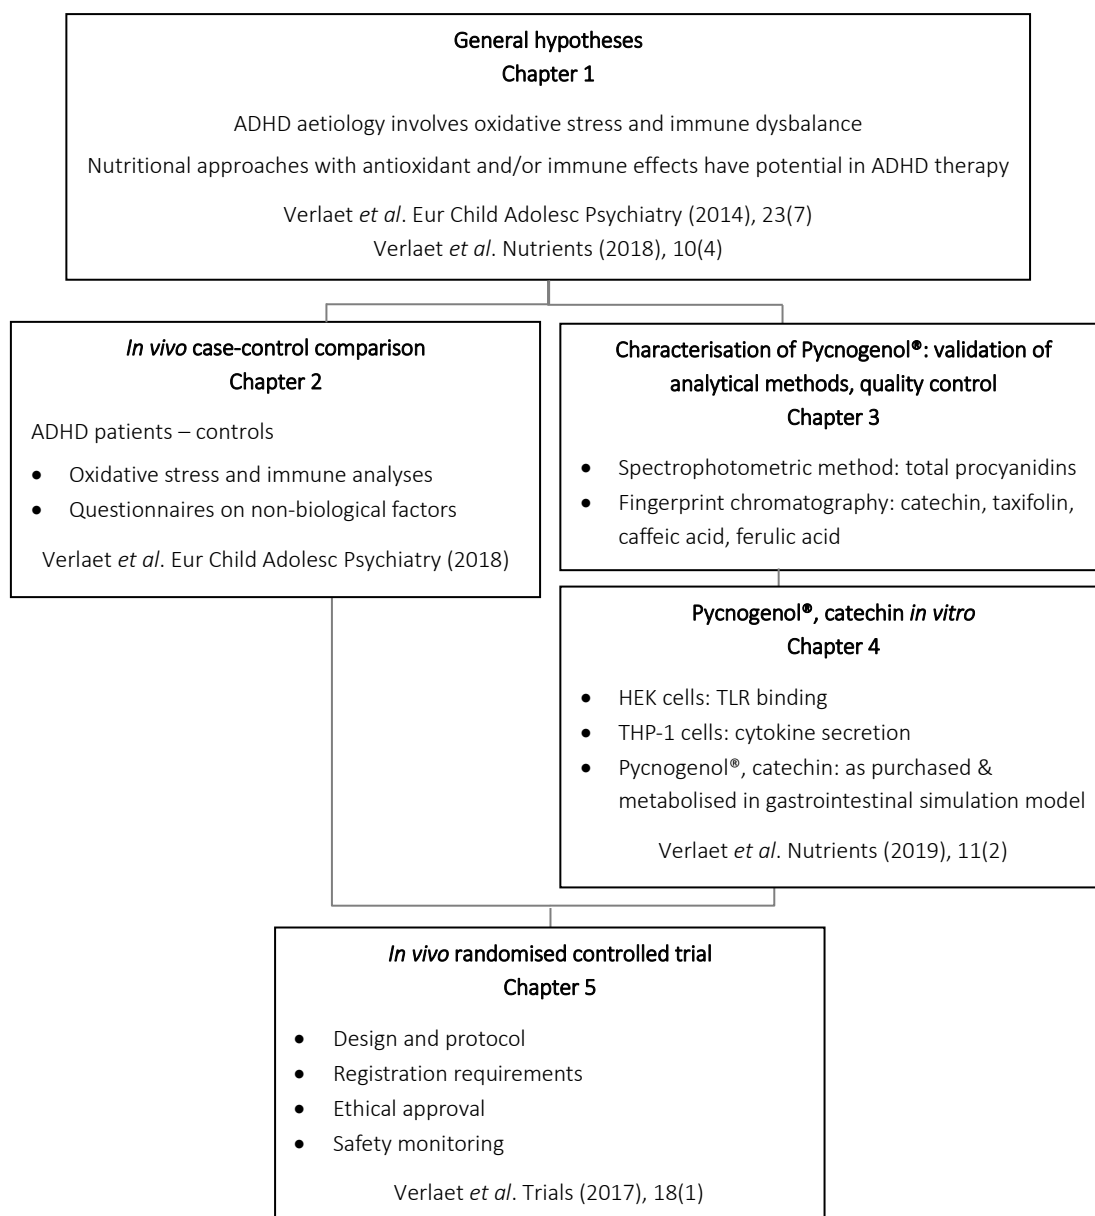 General hypotheses
Chapter 1
ADHD aetiology involves oxidative stress and immune dysbalance
Nutritional approaches with antioxidant and/or immune effects have potential in ADHD therapy
Verlaet et al. Eur Child Adolesc Psychiatry (2014), 23(7)
Verlaet et al. Nutrients (2018), 10(4)
In vivo case-control comparison
Chapter 2
ADHD patients – controls
• Oxidative stress and immune analyses
• Questionnaires on non-biological factors
Verlaet et al. Eur Child Adolesc Psychiatry (2018)
Characterisation of Pycnogenol®: validation of
analytical methods, quality control
Chapter 3
• Spectrophotometric method: total procyanidins
• Fingerprint chromatography: catechin, taxifolin,
caffeic acid, ferulic acid
Pycnogenol®, catechin in vitro
Chapter 4
• HEK cells: TLR binding
• THP-1 cells: cytokine secretion
• Pycnogenol®, catechin: as purchased &
metabolised in gastrointestinal simulation model
Verlaet et al. Nutrients (2019), 11(2)
In vivo randomised controlled trial
Chapter 5
• Design and protocol
• Registration requirements
• Ethical approval
• Safety monitoring
Verlaet et al. Trials (2017), 18(1)